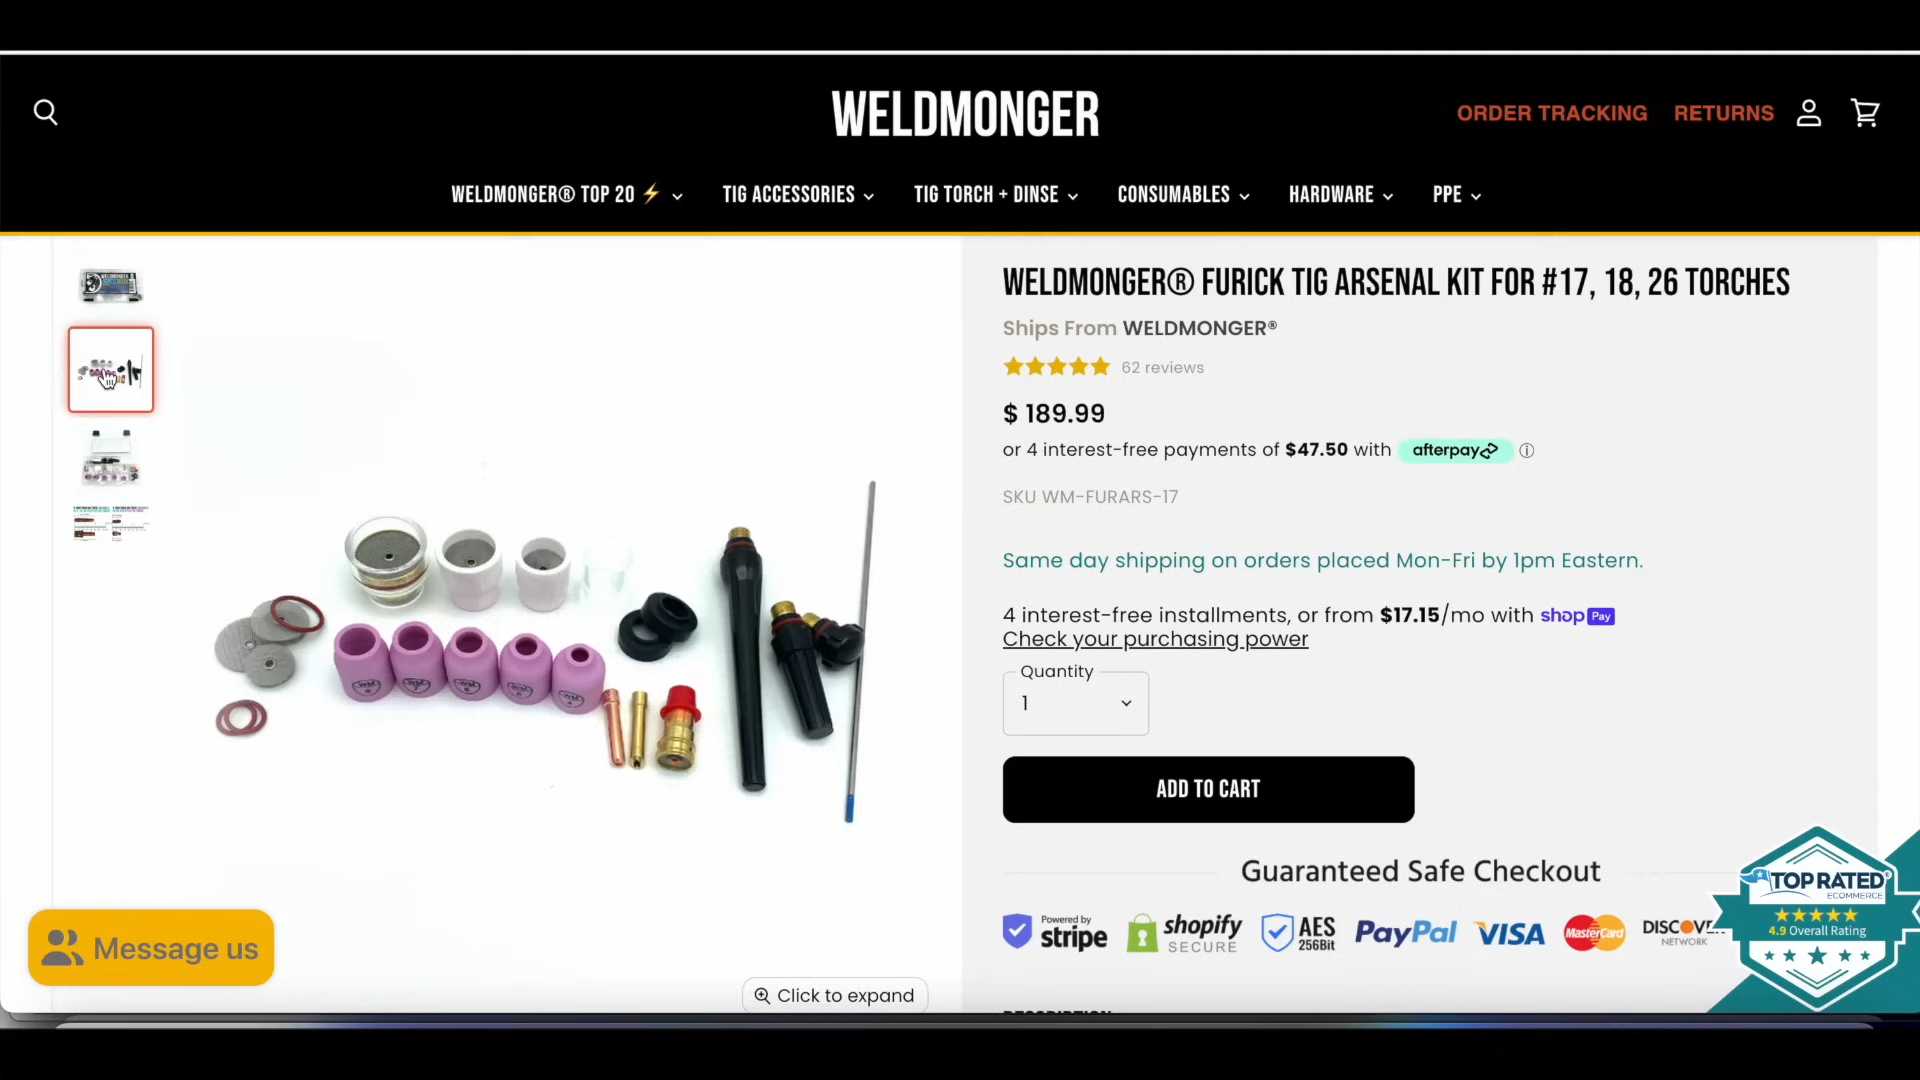 WELDMONGER
ORDER TRACKING
RETURNS
WELDMONGER® TOP 20 ⚡
TIG ACCESSORIES
TIG TORCH + DINSE
CONSUMABLES
HARDWARE
PPE
WELDMONGER® FURICK TIG ARSENAL KIT FOR #17, 18, 26 TORCHES
Ships From WELDMONGER®
62 reviews
$ 189.99
or 4 interest-free payments of $47.50 with afterpay
SKU WM-FURARS-17
Same day shipping on orders placed Mon-Fri by 1pm Eastern.
4 interest-free installments, or from $17.15/mo with shop Pay
Check your purchasing power
Quantity
1
ADD TO CART
Guaranteed Safe Checkout
Powered by
stripe
shopify
SECURE
AES
256Bit
PayPal
VISA
MasterCard
DISCOVER
NETWORK
TOP RATED
ECOMMERCE
4.9 Overall Rating
Message us
Click to expand